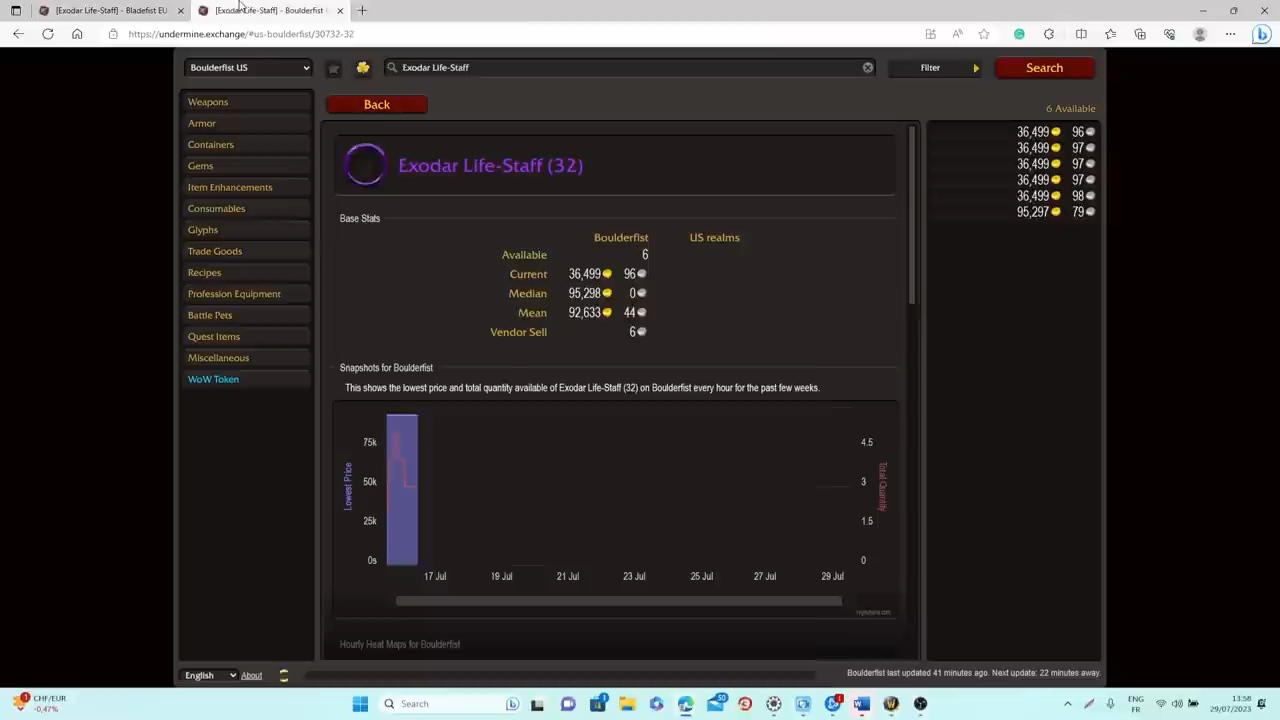 [Exodar Life-Staff] - Bladefist EU
[Exodar Life-Staff] - Boulderfist
https://undermine.exchange/#us-boulderfist/30732-32
Boulderfist US
Exodar Life-Staff
Filter
Search
Weapons
Armor
Containers
Gems
Item Enhancements
Consumables
Glyphs
Trade Goods
Recipes
Profession Equipment
Battle Pets
Quest Items
Miscellaneous
WoW Token
Back
6 Available
Exodar Life-Staff (32)
Base Stats
Boulderfist US realms
Available 6
Current 36,499 96
Median 95,298 0
Mean 92,633 44
Vendor Sell 6
Snapshots for Boulderfist
This shows the lowest price and total quantity available of Exodar Life-Staff (32) on Boulderfist every hour for the past few weeks.
Lowest Price
75k
50k
25k
0s
4.5
3
1.5
0
Total Quantity
17 Jul 19 Jul 21 Jul 23 Jul 25 Jul 27 Jul 29 Jul
Hourly Heat Maps for Boulderfist
36,499 96
36,499 97
36,499 97
36,499 97
36,499 98
95,297 79
English
About
Boulderfist last updated 41 minutes ago. Next update: 22 minutes away.
1
CHF/EUR
-0,47%
Search
1
50
4
ENG
FR
13:58
29/07/2023